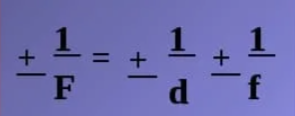 ± 1/F = ± 1/d ± 1/f